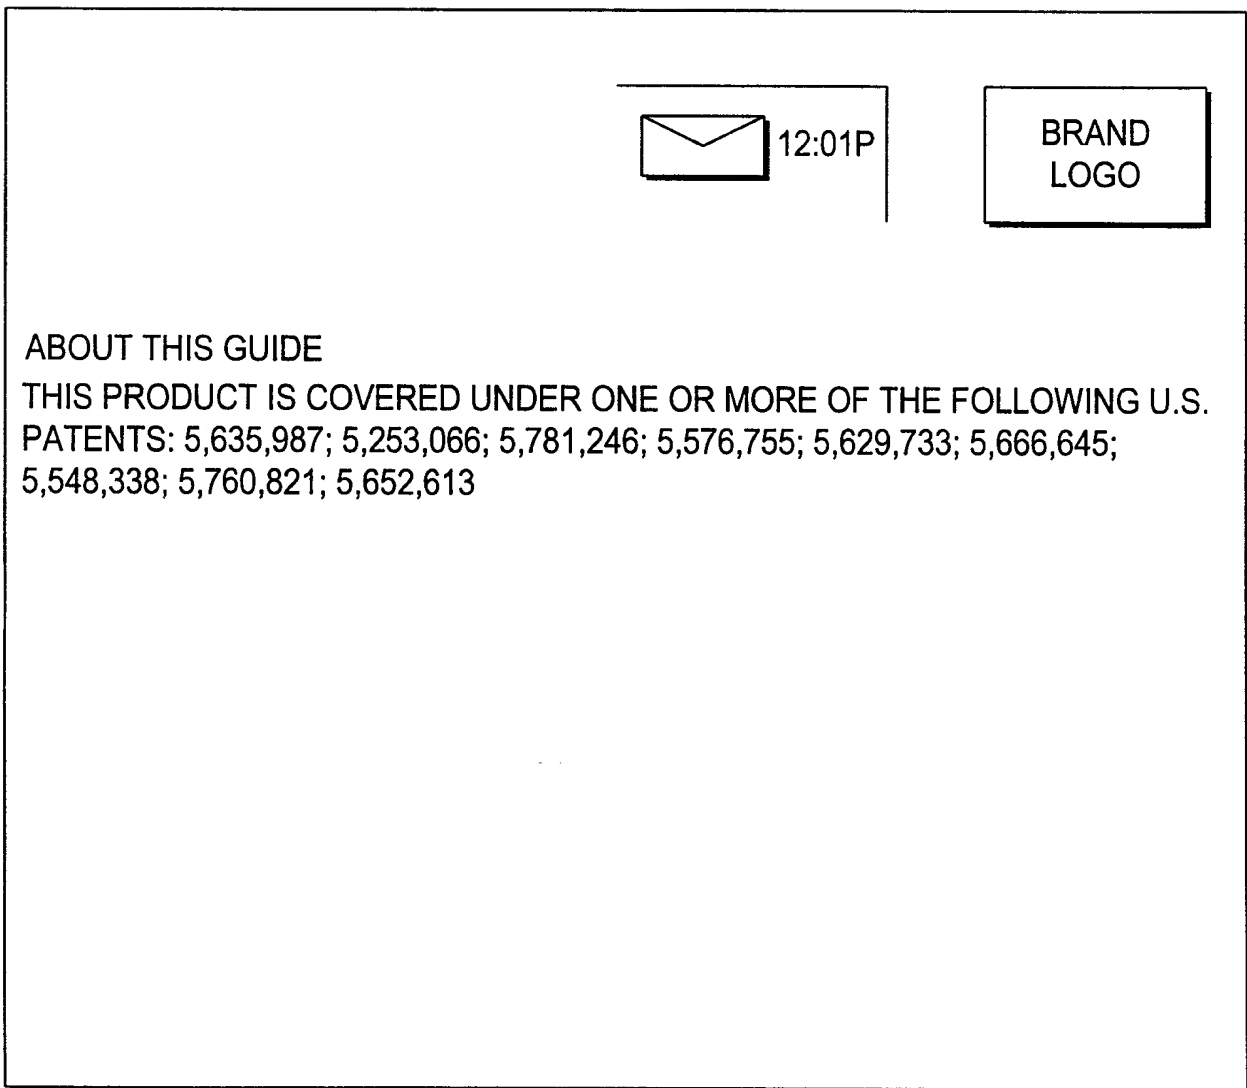 12:01P
BRAND
LOGO
ABOUT THIS GUIDE
THIS PRODUCT IS COVERED UNDER ONE OR MORE OF THE FOLLOWING U.S.
PATENTS: 5,635,987; 5,253,066; 5,781,246; 5,576,755; 5,629,733; 5,666,645;
5,548,338; 5,760,821; 5,652,613